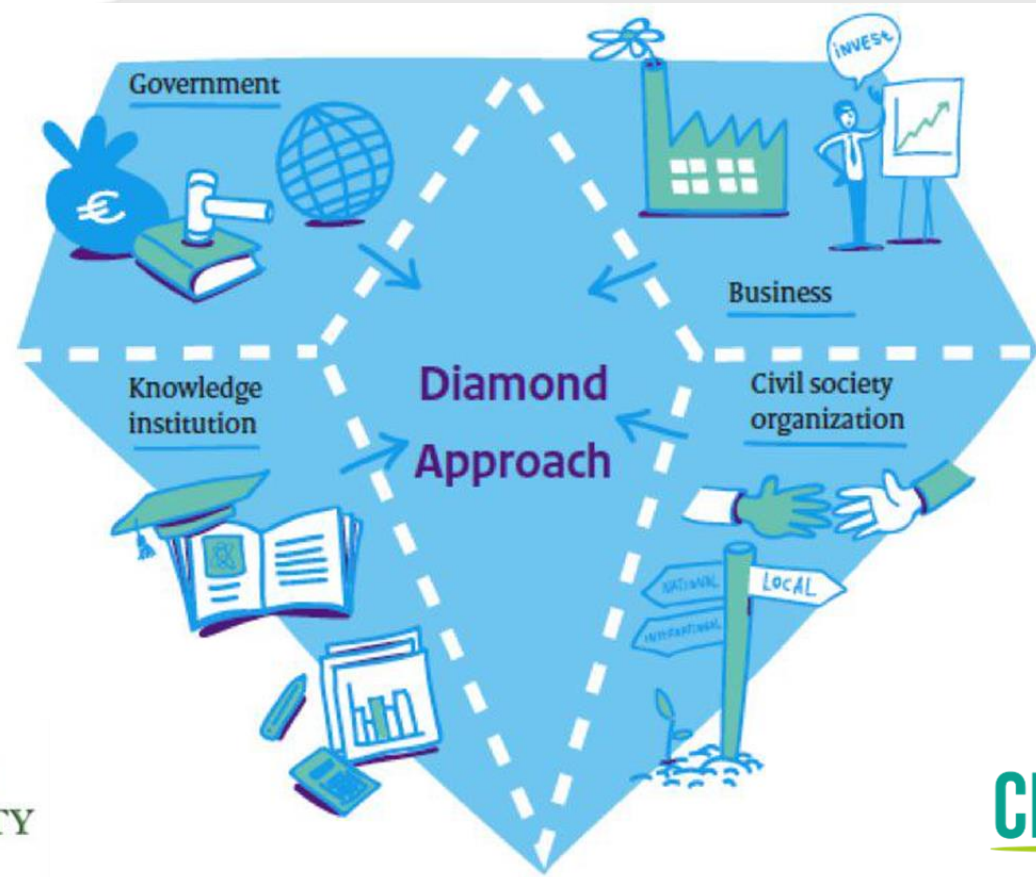 Government
€
INVEST
Business
Knowledge
institution
Diamond
Approach
Civil society
organization
NATIONAL
LOCAL
INTERNATIONAL
TY